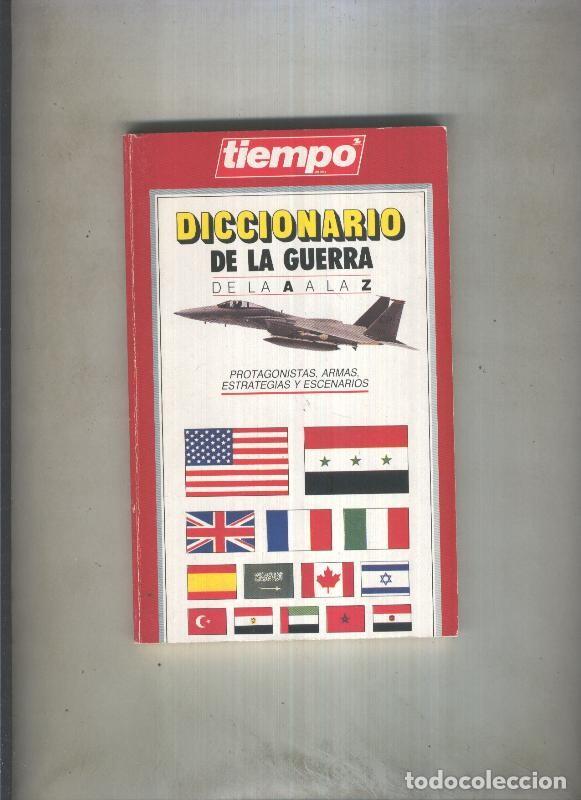 tiempo
DICCIONARIO
DE LA GUERRA
DE LA A A LA Z
PROTAGONISTAS, ARMAS,
ESTRATEGIAS Y ESCENARIOS
todocoleccion